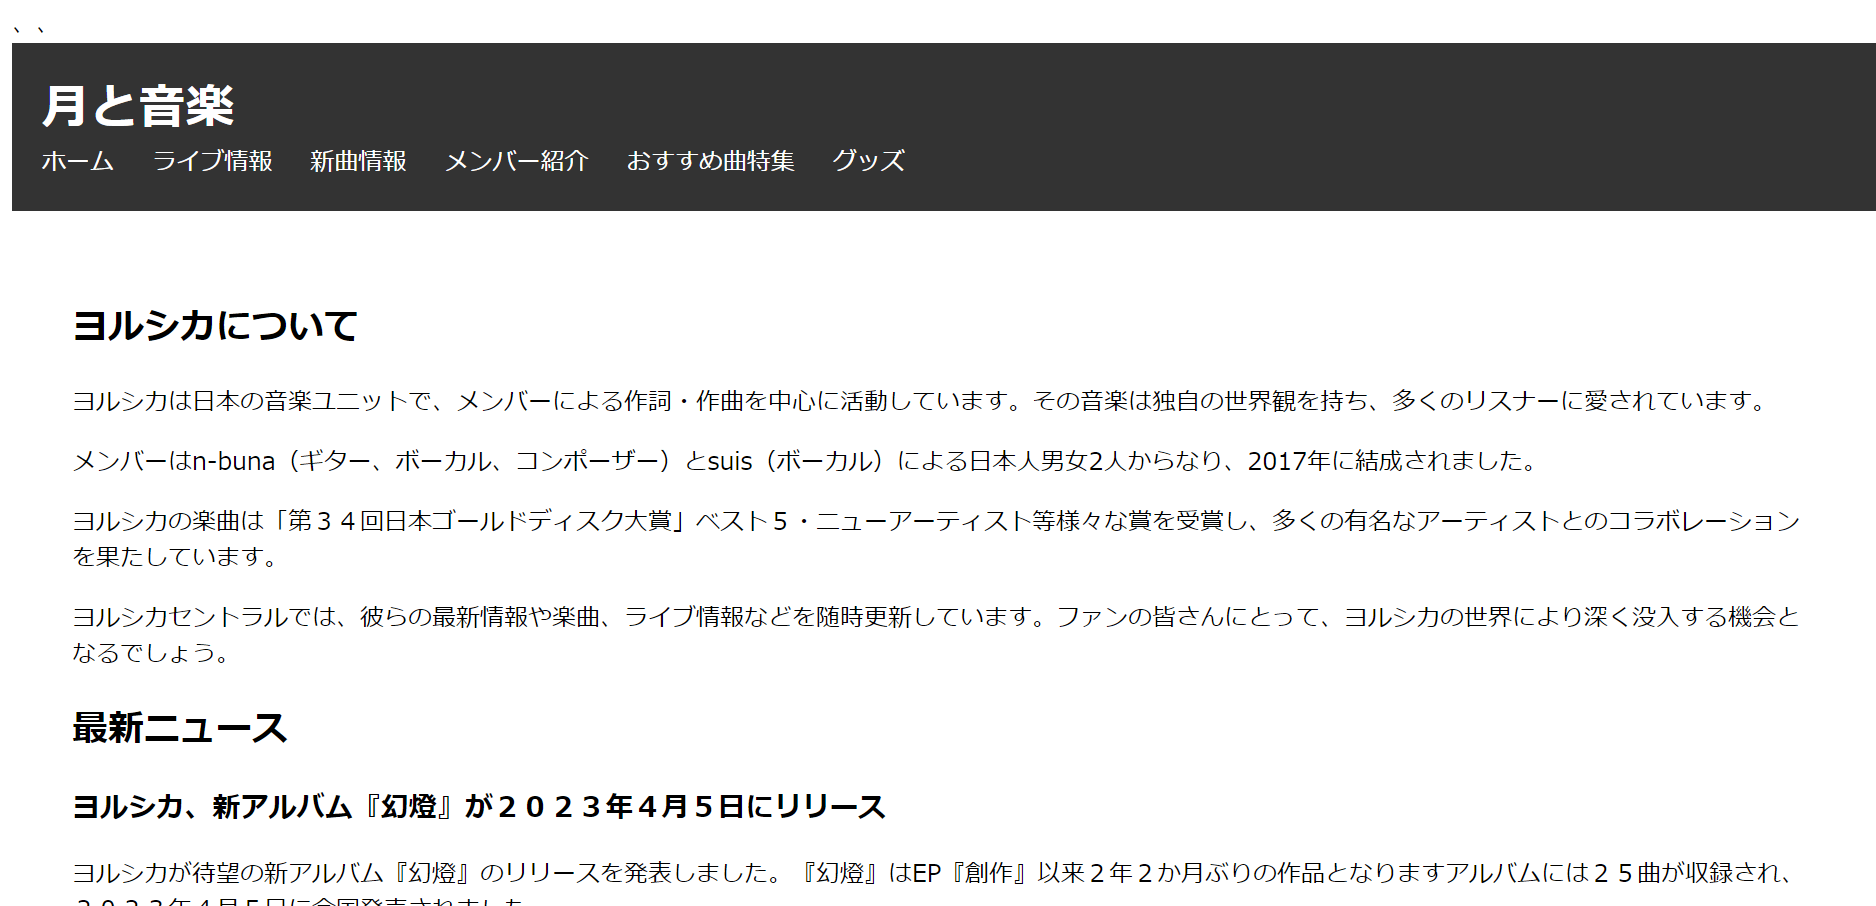 、、
月と音楽
ホーム ライブ情報 新曲情報 メンバー紹介 おすすめ曲特集 グッズ
ヨルシカについて
ヨルシカは日本の音楽ユニットで、メンバーによる作詞・作曲を中心に活動しています。その音楽は独自の世界観を持ち、多くのリスナーに愛されています。
メンバーはn-buna（ギター、ボーカル、コンポーザー）とsuis（ボーカル）による日本人男女2人からなり、2017年に結成されました。
ヨルシカの楽曲は「第３４回日本ゴールドディスク大賞」ベスト５・ニューアーティスト等様々な賞を受賞し、多くの有名なアーティストとのコラボレーション
を果たしています。
ヨルシカセントラルでは、彼らの最新情報や楽曲、ライブ情報などを随時更新しています。ファンの皆さんにとって、ヨルシカの世界により深く没入する機会と
なるでしょう。
最新ニュース
ヨルシカ、新アルバム『幻燈』が２０２３年４月５日にリリース
ヨルシカが待望の新アルバム『幻燈』のリリースを発表しました。『幻燈』はEP『創作』以来２年２か月ぶりの作品となりますアルバムには２５曲が収録され、
２０２３年４月５日に全国発表されました